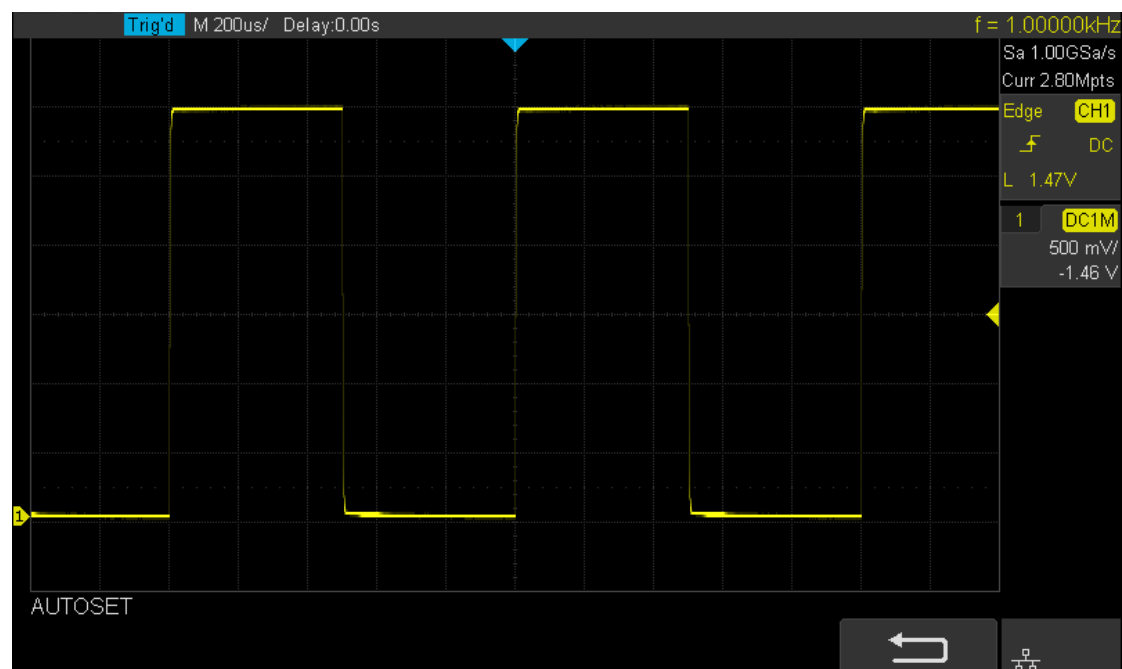 Trig'd M 200us/ Delay:0.00s f = 1.00000kHz
Sa 1.00GSa/s
Curr 2.80Mpts
Edge CH1
DC
L 1.47V
1 DC1M
500 mV/
-1.46 V
1
AUTOSET